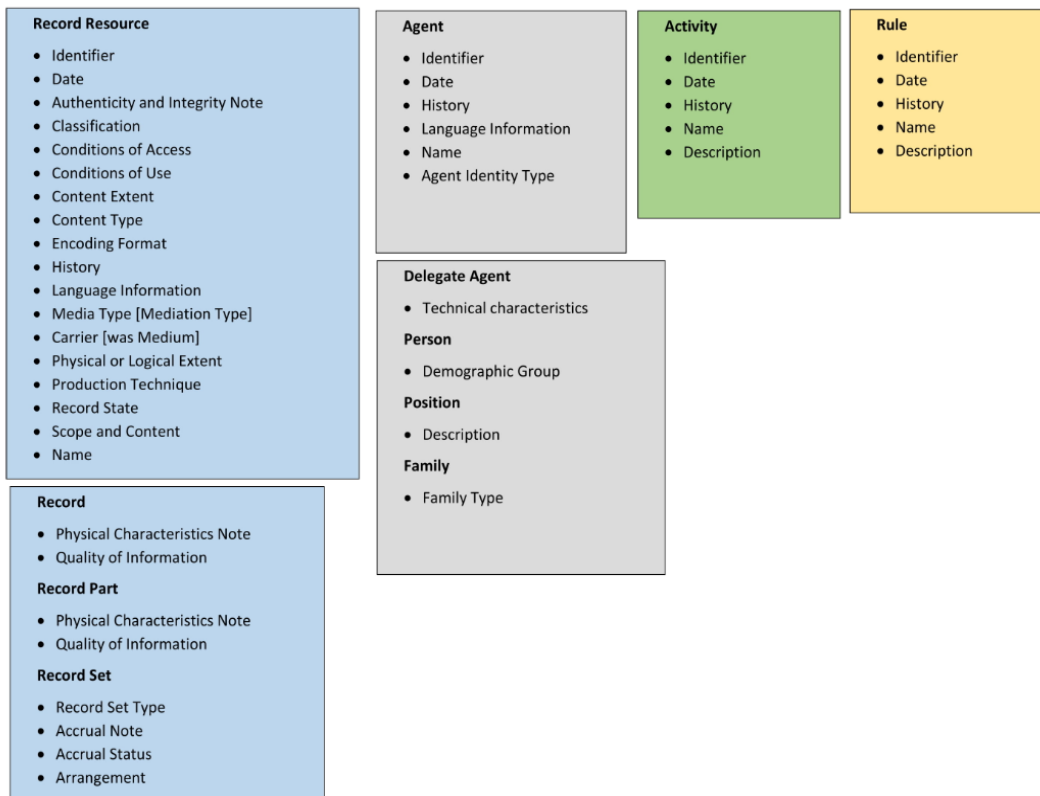 Record Resource
• Identifier
• Date
• Authenticity and Integrity Note
• Classification
• Conditions of Access
• Conditions of Use
• Content Extent
• Content Type
• Encoding Format
• History
• Language Information
• Media Type [Mediation Type]
• Carrier [was Medium]
• Physical or Logical Extent
• Production Technique
• Record State
• Scope and Content
• Name
Record
• Physical Characteristics Note
• Quality of Information
Record Part
• Physical Characteristics Note
• Quality of Information
Record Set
• Record Set Type
• Accrual Note
• Accrual Status
• Arrangement
Agent
• Identifier
• Date
• History
• Language Information
• Name
• Agent Identity Type
Delegate Agent
• Technical characteristics
Person
• Demographic Group
Position
• Description
Family
• Family Type
Activity
• Identifier
• Date
• History
• Name
• Description
Rule
• Identifier
• Date
• History
• Name
• Description